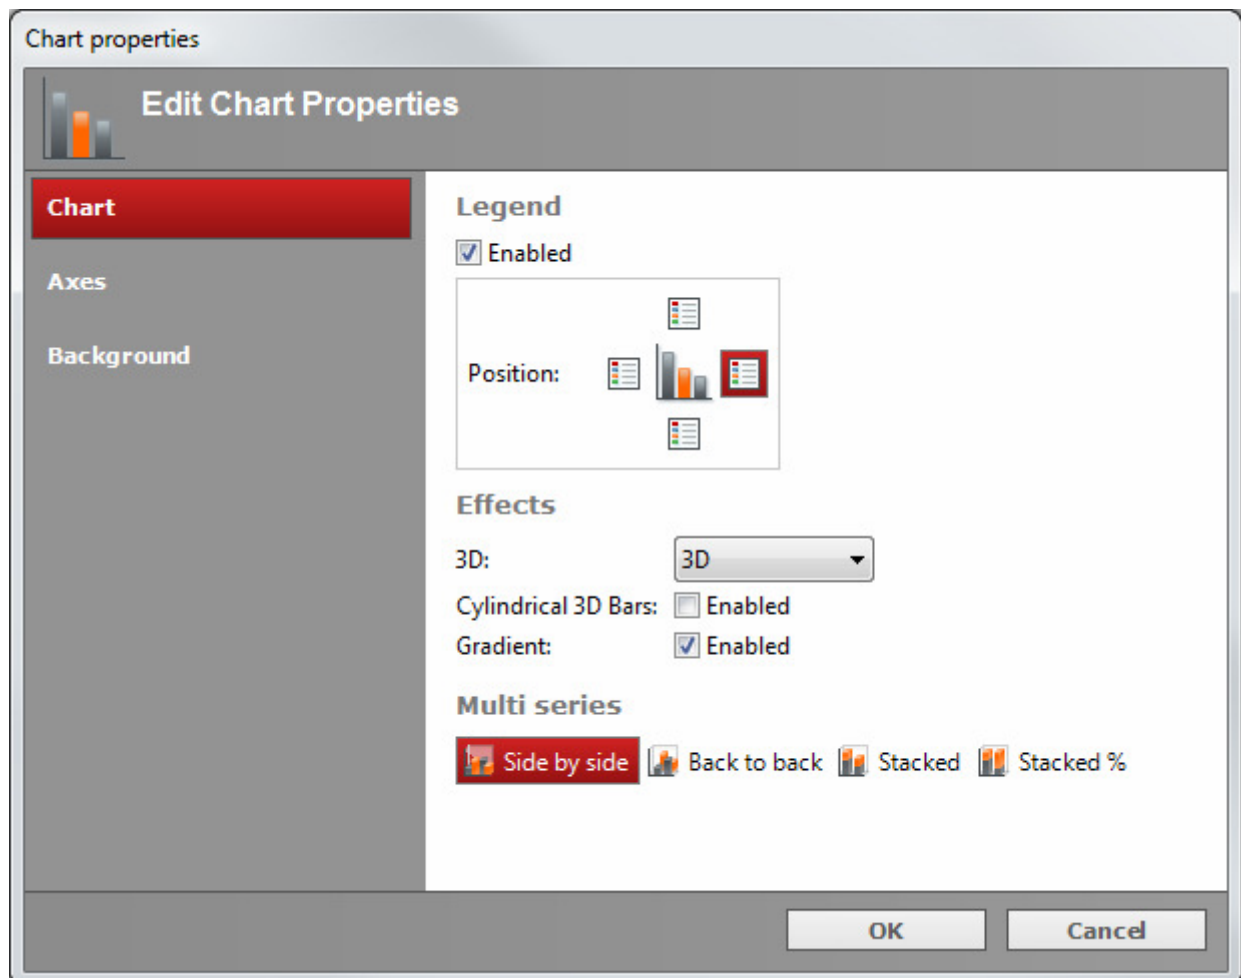 Chart properties
Edit Chart Properties
Chart
Axes
Background
Legend
Enabled
Position:
Effects
3D: 3D
Cylindrical 3D Bars: Enabled
Gradient: Enabled
Multi series
Side by side Back to back Stacked Stacked %
OK Cancel